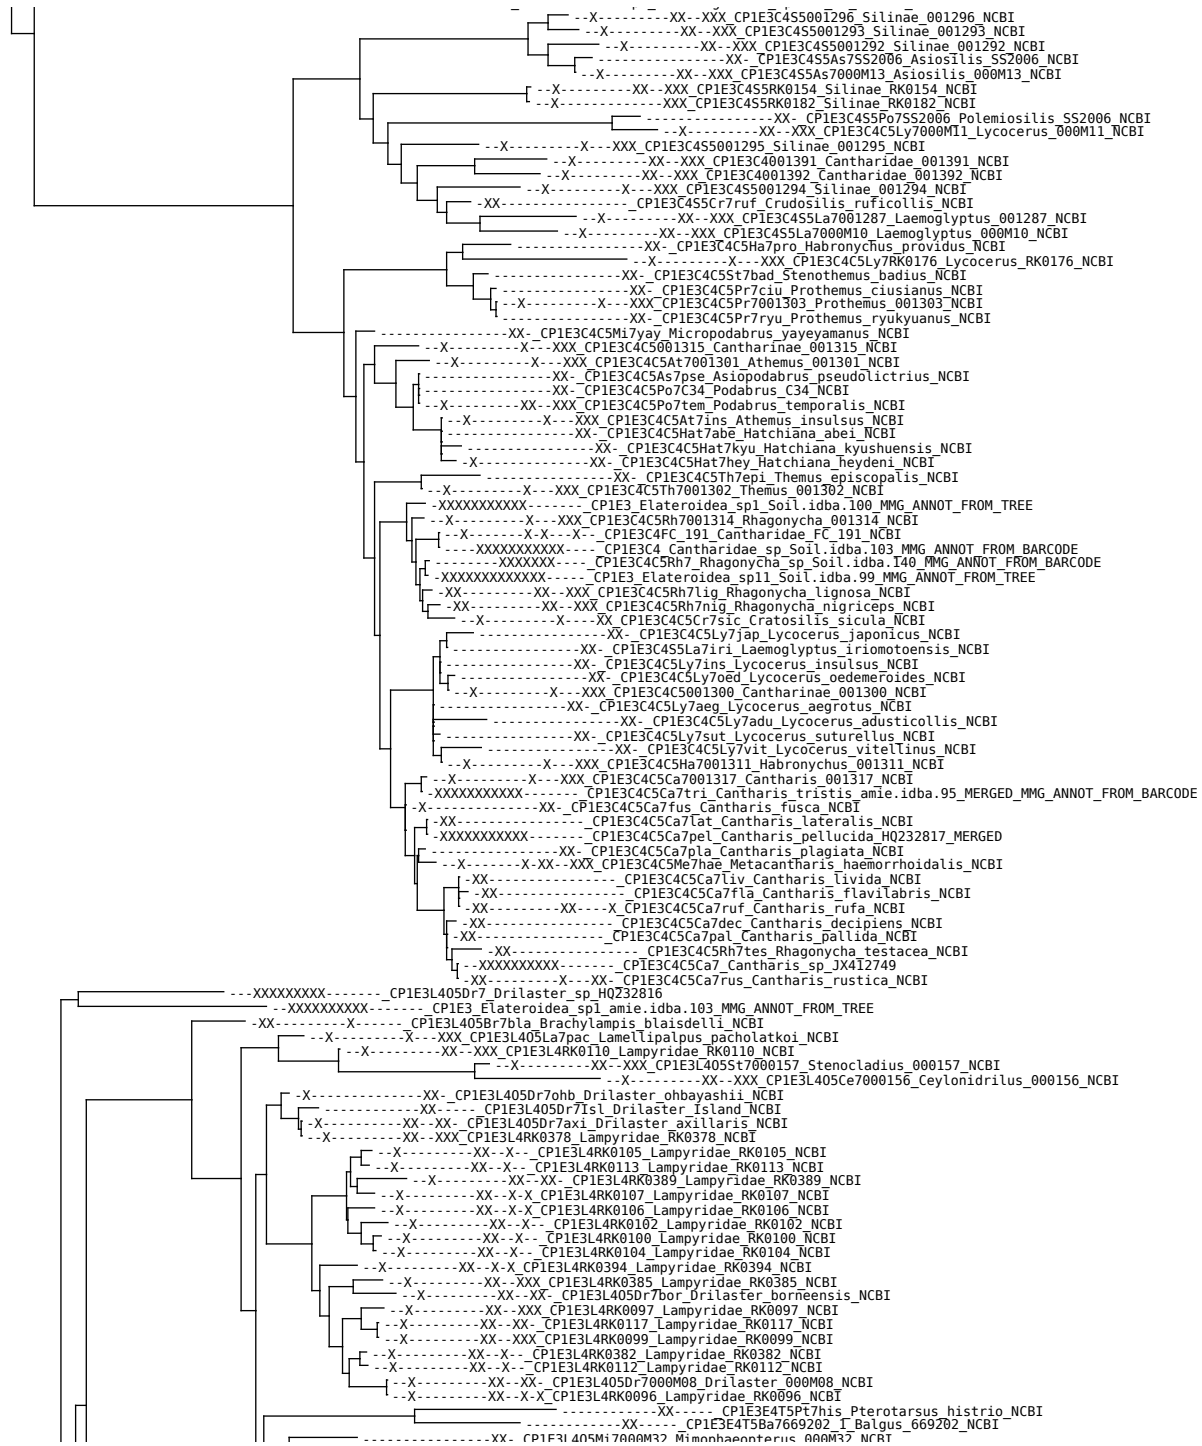 --X---------XX--XXX_CP1E3C4S5001296_Silinae_001296_NCBI
--X---------XX--XXX_CP1E3C4S5001293_Silinae_001293_NCBI
--X---------XX--XXX_CP1E3C4S5001292_Silinae_001292_NCBI
----------------XX-_CP1E3C4S5As7SS2006_Asiosilis_SS2006_NCBI
--X---------XX--XXX_CP1E3C4S5As7000M13_Asiosilis_000M13_NCBI
--X---------XX--XXX_CP1E3C4S5RK0154_Silinae_RK0154_NCBI
--X-------------XXX_CP1E3C4S5RK0182_Silinae_RK0182_NCBI
----------------XX-_CP1E3C4S5Po7SS2006_Polemiosilis_SS2006_NCBI
--X---------XX--XXX_CP1E3C4C5Ly7000M11_Lycocerus_000M11_NCBI
--X---------X---XXX_CP1E3C4S5001295_Silinae_001295_NCBI
--X---------XX--XXX_CP1E3C4001391_Cantharidae_001391_NCBI
--X---------XX--XXX_CP1E3C4001392_Cantharidae_001392_NCBI
--X---------X---XXX_CP1E3C4S5001294_Silinae_001294_NCBI
-XX----------------_CP1E3C4S5Cr7ruf_Crudosilis_ruficollis_NCBI
--X---------XX--XXX_CP1E3C4S5La7001287_Laemoglyptus_001287_NCBI
--X---------XX--XXX_CP1E3C4S5La7000M10_Laemoglyptus_000M10_NCBI
----------------XX-_CP1E3C4C5Ha7pro_Habronychus_providus_NCBI
--X---------X---XXX_CP1E3C4C5Ly7RK0176_Lycocerus_RK0176_NCBI
----------------XX-_CP1E3C4C5St7bad_Stenothemus_badius_NCBI
----------------XX-_CP1E3C4C5Pr7ciu_Prothemus_ciusianus_NCBI
--X---------X---XXX_CP1E3C4C5Pr7001303_Prothemus_001303_NCBI
----------------XX-_CP1E3C4C5Pr7ryu_Prothemus_ryukyuanus_NCBI
----------------XX-_CP1E3C4C5Mi7yay_Micropodabrus_yayeyamanus_NCBI
--X---------X---XXX_CP1E3C4C5001315_Cantharinae_001315_NCBI
--X---------X---XXX_CP1E3C4C5At7001301_Athemus_001301_NCBI
----------------XX-_CP1E3C4C5As7pse_Asiopodabrus_pseudolictrius_NCBI
----------------XX-_CP1E3C4C5Po7C34_Podabrus_C34_NCBI
--X---------XX--XXX_CP1E3C4C5Po7tem_Podabrus_temporalis_NCBI
--X---------X---XXX_CP1E3C4C5At7ins_Athemus_insulsus_NCBI
----------------XX-_CP1E3C4C5Hat7abe_Hatchiana_abei_NCBI
----------------XX-_CP1E3C4C5Hat7kyu_Hatchiana_kyushuensis_NCBI
-X--------------XX-_CP1E3C4C5Hat7hey_Hatchiana_heydeni_NCBI
----------------XX-_CP1E3C4C5Th7epi_Themus_episcopalis_NCBI
--X---------X---XXX_CP1E3C4C5Th7001302_Themus_001302_NCBI
-XXXXXXXXXXX-------_CP1E3_Elateroidea_sp1_Soil.idba.100_MMG_ANNOT_FROM_TREE
--X---------X---XXX_CP1E3C4C5Rh7001314_Rhagonycha_001314_NCBI
--X-------X-X---X--_CP1E3C4FC_191_Cantharidae_FC_191_NCBI
----XXXXXXXXXXX----_CP1E3C4_Cantharidae_sp_Soil.idba.103_MMG_ANNOT_FROM_BARCODE
--------XXXXXXX----_CP1E3C4C5Rh7_Rhagonycha_sp_Soil.idba.140_MMG_ANNOT_FROM_BARCODE
-XXXXXXXXXXXXX-----_CP1E3_Elateroidea_sp11_Soil.idba.99_MMG_ANNOT_FROM_TREE
-XX---------XX--XXX_CP1E3C4C5Rh7lig_Rhagonycha_lignosa_NCBI
-XX---------XX--XXX_CP1E3C4C5Rh7nig_Rhagonycha_nigriceps_NCBI
--X---------X----XX_CP1E3C4C5Cr7sic_Cratosilis_sicula_NCBI
----------------XX-_CP1E3C4C5Ly7jap_Lycocerus_japonicus_NCBI
----------------XX-_CP1E3C4S5La7iri_Laemoglyptus_iriomotoensis_NCBI
----------------XX-_CP1E3C4C5Ly7ins_Lycocerus_insulsus_NCBI
----------------XX-_CP1E3C4C5Ly7oed_Lycocerus_oedemeroides_NCBI
--X---------X---XXX_CP1E3C4C5001300_Cantharinae_001300_NCBI
----------------XX-_CP1E3C4C5Ly7aeg_Lycocerus_aegrotus_NCBI
----------------XX-_CP1E3C4C5Ly7adu_Lycocerus_adusticollis_NCBI
----------------XX-_CP1E3C4C5Ly7sut_Lycocerus_suturellus_NCBI
----------------XX-_CP1E3C4C5Ly7vit_Lycocerus_vitellinus_NCBI
--X---------X---XXX_CP1E3C4C5Ha7001311_Habronychus_001311_NCBI
--X---------X---XXX_CP1E3C4C5Ca7001317_Cantharis_001317_NCBI
-XXXXXXXXXXX-------_CP1E3C4C5Ca7tri_Cantharis_tristis_amie.idba.95_MERGED_MMG_ANNOT_FROM_BARCODE
-X--------------XX-_CP1E3C4C5Ca7fus_Cantharis_fusca_NCBI
-XX----------------_CP1E3C4C5Ca7lat_Cantharis_lateralis_NCBI
-XXXXXXXXXXX-------_CP1E3C4C5Ca7pel_Cantharis_pellucida_HQ232817_MERGED
----------------XX-_CP1E3C4C5Ca7pla_Cantharis_plagiata_NCBI
--X-------X-XX--XXX_CP1E3C4C5Me7hae_Metacantharis_haemorrhoidalis_NCBI
-XX----------------_CP1E3C4C5Ca7liv_Cantharis_livida_NCBI
-XX----------------_CP1E3C4C5Ca7fla_Cantharis_flavilabris_NCBI
-XX---------XX----X_CP1E3C4C5Ca7ruf_Cantharis_rufa_NCBI
-XX----------------_CP1E3C4C5Ca7dec_Cantharis_decipiens_NCBI
-XX----------------_CP1E3C4C5Ca7pal_Cantharis_pallida_NCBI
-XX----------------_CP1E3C4C5Rh7tes_Rhagonycha_testacea_NCBI
--XXXXXXXXXX-------_CP1E3C4C5Ca7_Cantharis_sp_JX412749
-XX---------X---XX-_CP1E3C4C5Ca7rus_Cantharis_rustica_NCBI
---XXXXXXXXX-------_CP1E3L4O5Dr7_Drilaster_sp_HQ232816
--XXXXXXXXXX-------_CP1E3_Elateroidea_sp1_amie.idba.103_MMG_ANNOT_FROM_TREE
-XX---------X------_CP1E3L4O5Br7bla_Brachylampis_blaisdelli_NCBI
--X---------X---XXX_CP1E3L4O5La7pac_Lamellipalpus_pacholatkoi_NCBI
--X---------XX--XXX_CP1E3L4RK0110_Lampyridae_RK0110_NCBI
--X---------XX--XXX_CP1E3L4O5St7000157_Stenocladius_000157_NCBI
--X---------XX--XXX_CP1E3L4O5Ce7000156_Ceylonidrilus_000156_NCBI
-X--------------XX-_CP1E3L4O5Dr7ohb_Drilaster_ohbayashii_NCBI
------------XX-----_CP1E3L4O5Dr7Isl_Drilaster_Island_NCBI
-X----------XX--XX-_CP1E3L4O5Dr7axi_Drilaster_axillaris_NCBI
--X---------XX--XXX_CP1E3L4RK0378_Lampyridae_RK0378_NCBI
--X---------XX--X--_CP1E3L4RK0105_Lampyridae_RK0105_NCBI
--X---------XX--X--_CP1E3L4RK0113_Lampyridae_RK0113_NCBI
--X---------XX--XX-_CP1E3L4RK0389_Lampyridae_RK0389_NCBI
--X---------XX--X-X_CP1E3L4RK0107_Lampyridae_RK0107_NCBI
--X---------XX--X-X_CP1E3L4RK0106_Lampyridae_RK0106_NCBI
--X---------XX--X--_CP1E3L4RK0102_Lampyridae_RK0102_NCBI
--X---------XX--X--_CP1E3L4RK0100_Lampyridae_RK0100_NCBI
--X---------XX--X--_CP1E3L4RK0104_Lampyridae_RK0104_NCBI
--X---------XX--X-X_CP1E3L4RK0394_Lampyridae_RK0394_NCBI
--X---------XX--XXX_CP1E3L4RK0385_Lampyridae_RK0385_NCBI
--X---------XX--XX-_CP1E3L4O5Dr7bor_Drilaster_borneensis_NCBI
--X---------XX--XXX_CP1E3L4RK0097_Lampyridae_RK0097_NCBI
--X---------XX--XX-_CP1E3L4RK0117_Lampyridae_RK0117_NCBI
--X---------XX--XXX_CP1E3L4RK0099_Lampyridae_RK0099_NCBI
--X---------XX--X--_CP1E3L4RK0382_Lampyridae_RK0382_NCBI
--X---------XX--X--_CP1E3L4RK0112_Lampyridae_RK0112_NCBI
--X---------XX--XX-_CP1E3L4O5Dr7000M08_Drilaster_000M08_NCBI
--X---------XX--X-X_CP1E3L4RK0096_Lampyridae_RK0096_NCBI
------------XX-----_CP1E3E4T5Pt7his_Pterotarsus_histrio_NCBI
------------XX-----_CP1E3E4T5Ba7669202_1_Balgus_669202_NCBI
----------------XX-_CP1E3L4O5Mi7000M32_Mimophaeopterus_000M32_NCBI